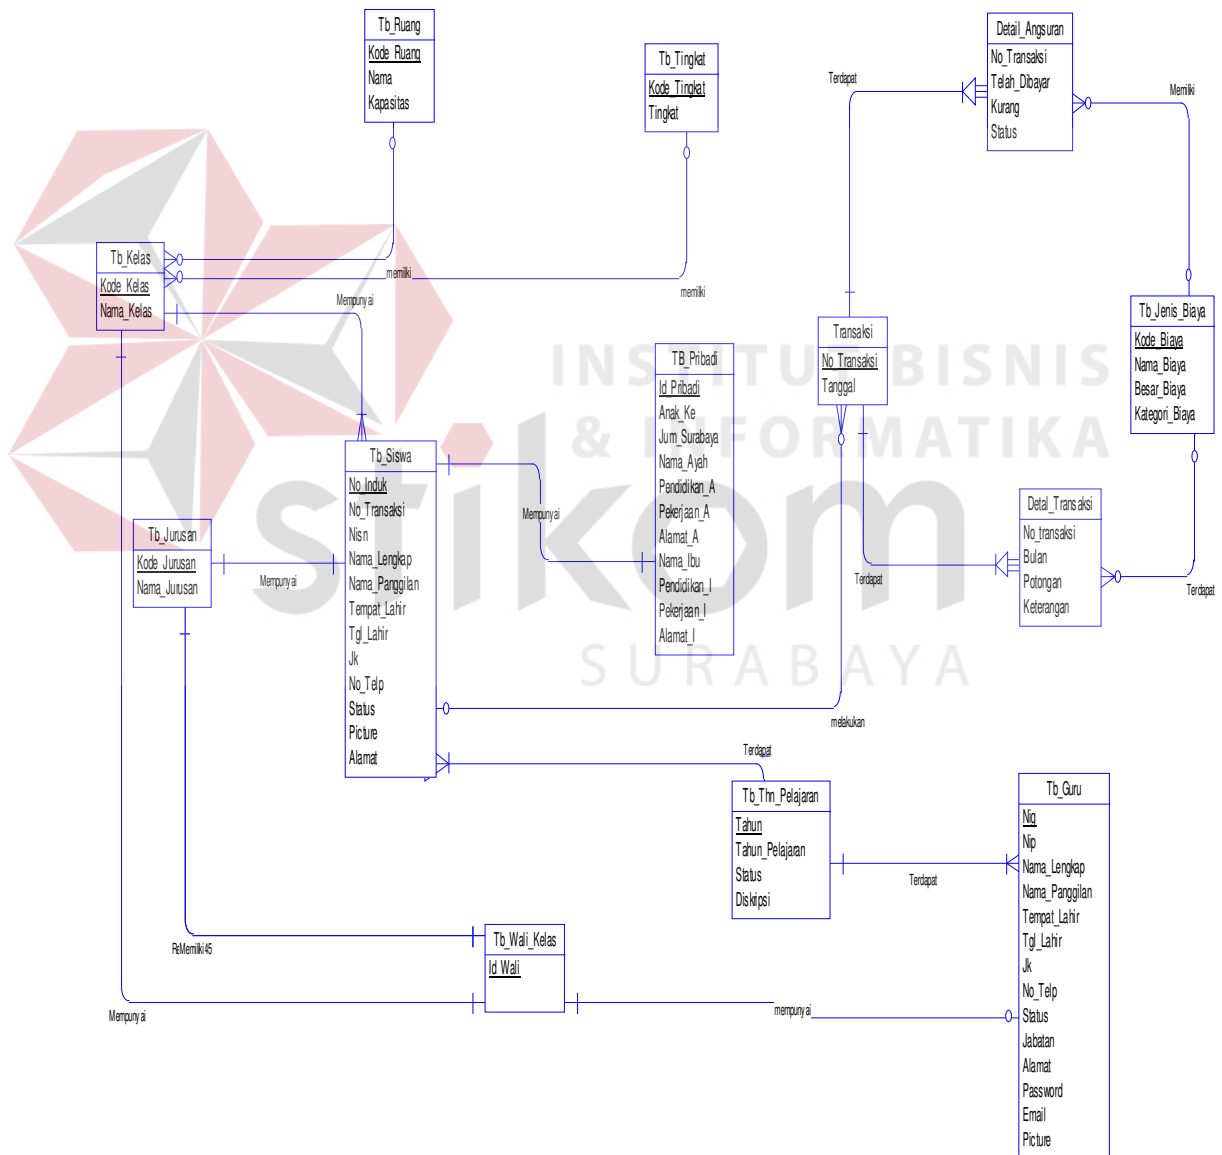 Tb_Ruang
Kode_Ruang
Nama
Kapasitas
Tb_Tingkat
Kode_Tingkat
Tingkat
Detail_Angsuran
No_Transaksi
Telah_Dibayar
Kurang
Status
Terdapat
Memiliki
Tb_Kelas
Kode_Kelas
Nama_Kelas
memilki
memilki
Mempunyai
Transaksi
No_Transaksi
Tanggal
Tb_Jenis_Biaya
Kode_Biaya
Nama_Biaya
Besar_Biaya
Kategori_Biaya
TB_Pribadi
Id_Pribadi
Anak_Ke
Jum_Surabaya
Nama_Ayah
Pendidikan_A
Pekerjaan_A
Alamat_A
Nama_Ibu
Pendidikan_I
Pekerjaan_I
Alamat_I
INSTITUT BISNIS
& INFORMATIKA
stikom
SURABAYA
Tb_Siswa
No_Induk
No_Transaksi
Nisn
Nama_Lengkap
Nama_Panggilan
Tempat_Lahir
Tgl_Lahir
Jk
No_Telp
Status
Picture
Alamat
Mempunyai
Tb_Jurusan
Kode_Jurusan
Nama_Jurusan
Mempunyai
Detal_Transaksi
No_transaksi
Bulan
Potongan
Keterangan
Terdapat
Terdapat
melakukan
Terdapat
Tb_Thn_Pelajaran
Tahun
Tahun_Pelajaran
Status
Diskripsi
Terdapat
Tb_Guru
Nig
Nip
Nama_Lengkap
Nama_Panggilan
Tempat_Lahir
Tgl_Lahir
Jk
No_Telp
Status
Jabatan
Alamat
Password
Email
Picture
Tb_Wali_Kelas
Id_Wali
Mempunyai
mempunyai